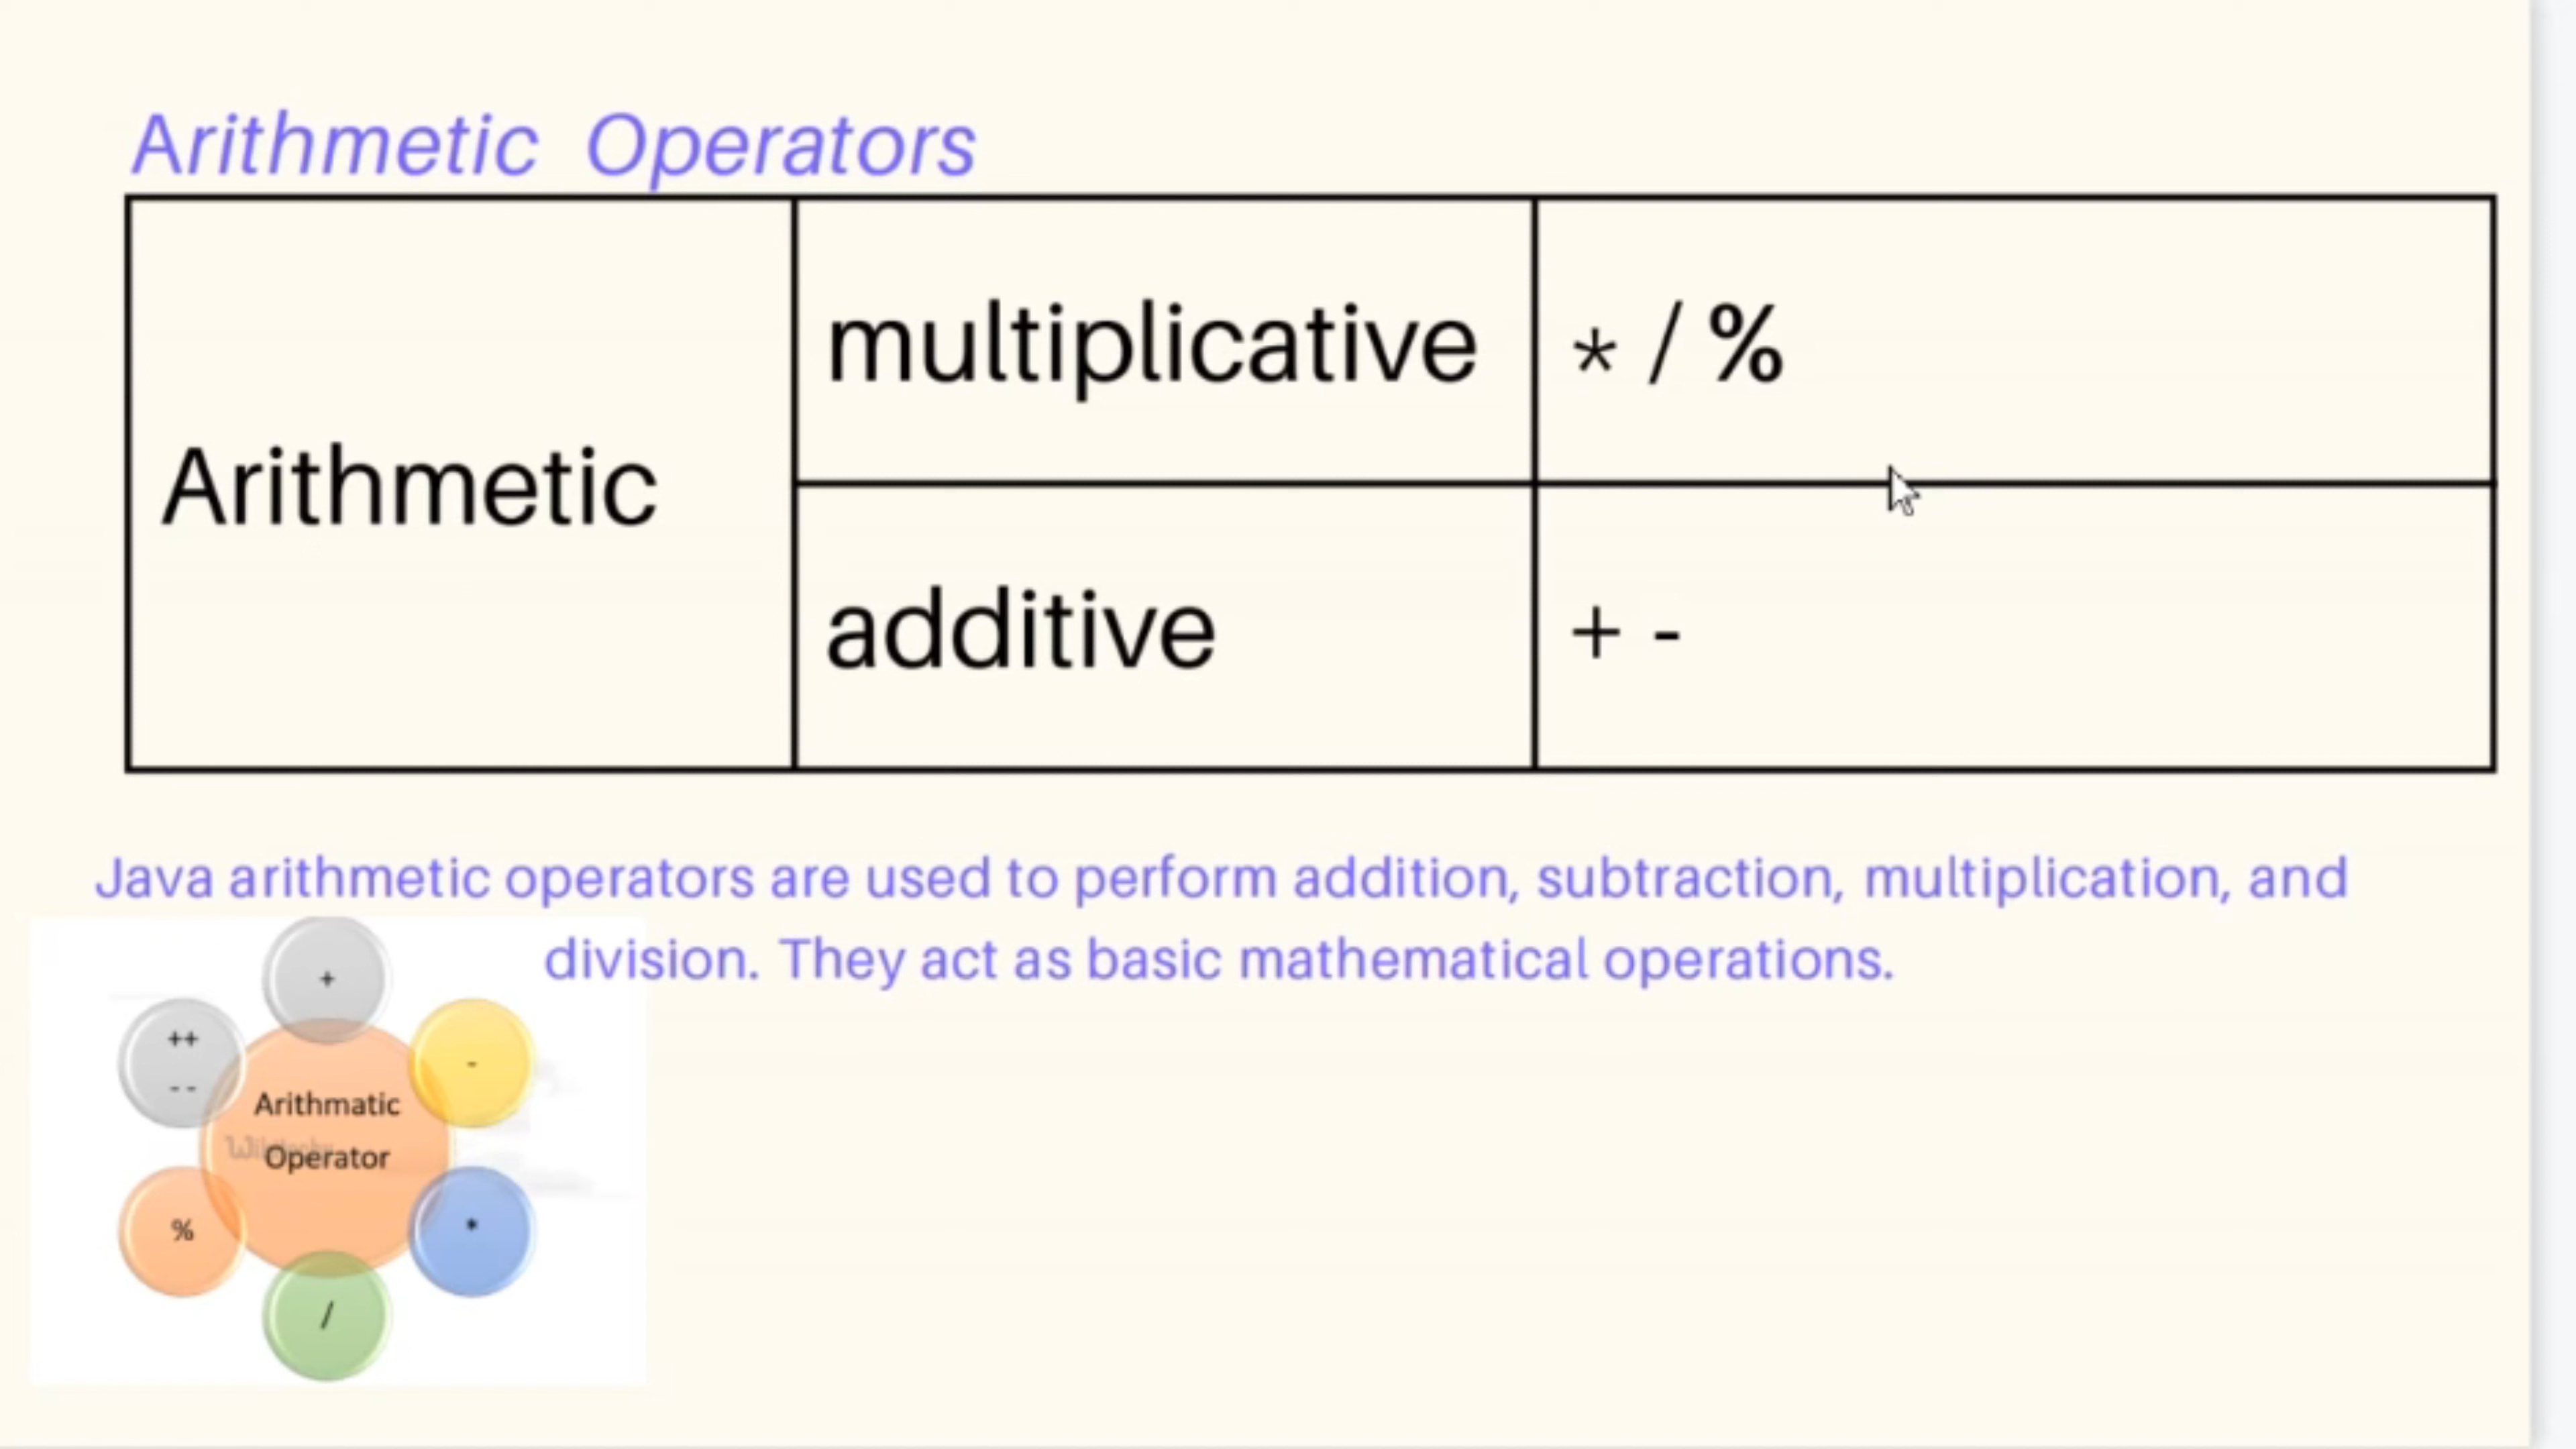 Arithmetic Operators
Arithmetic
multiplicative
* / %
additive
+ -
Java arithmetic operators are used to perform addition, subtraction, multiplication, and
division. They act as basic mathematical operations.
+
++
--
-
Arithmatic
Operator
%
*
/